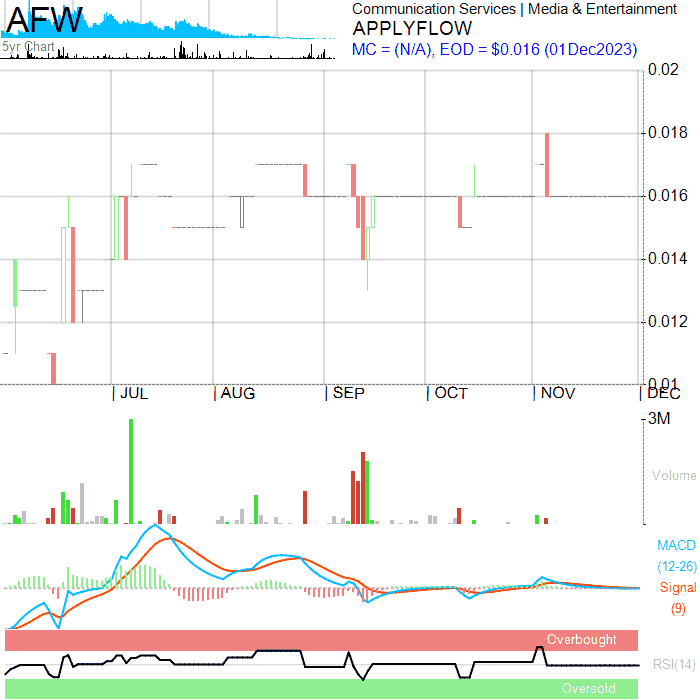 AFW
5yr Chart
Communication Services | Media & Entertainment
APPLYFLOW
MC = (N/A), EOD = $0.016 (01Dec2023)
0.02
0.018
0.016
0.014
0.012
0.01
JUL
AUG
SEP
OCT
NOV
DEC
3M
Volume
MACD
(12-26)
Signal
(9)
Overbought
RSI(14)
Oversold